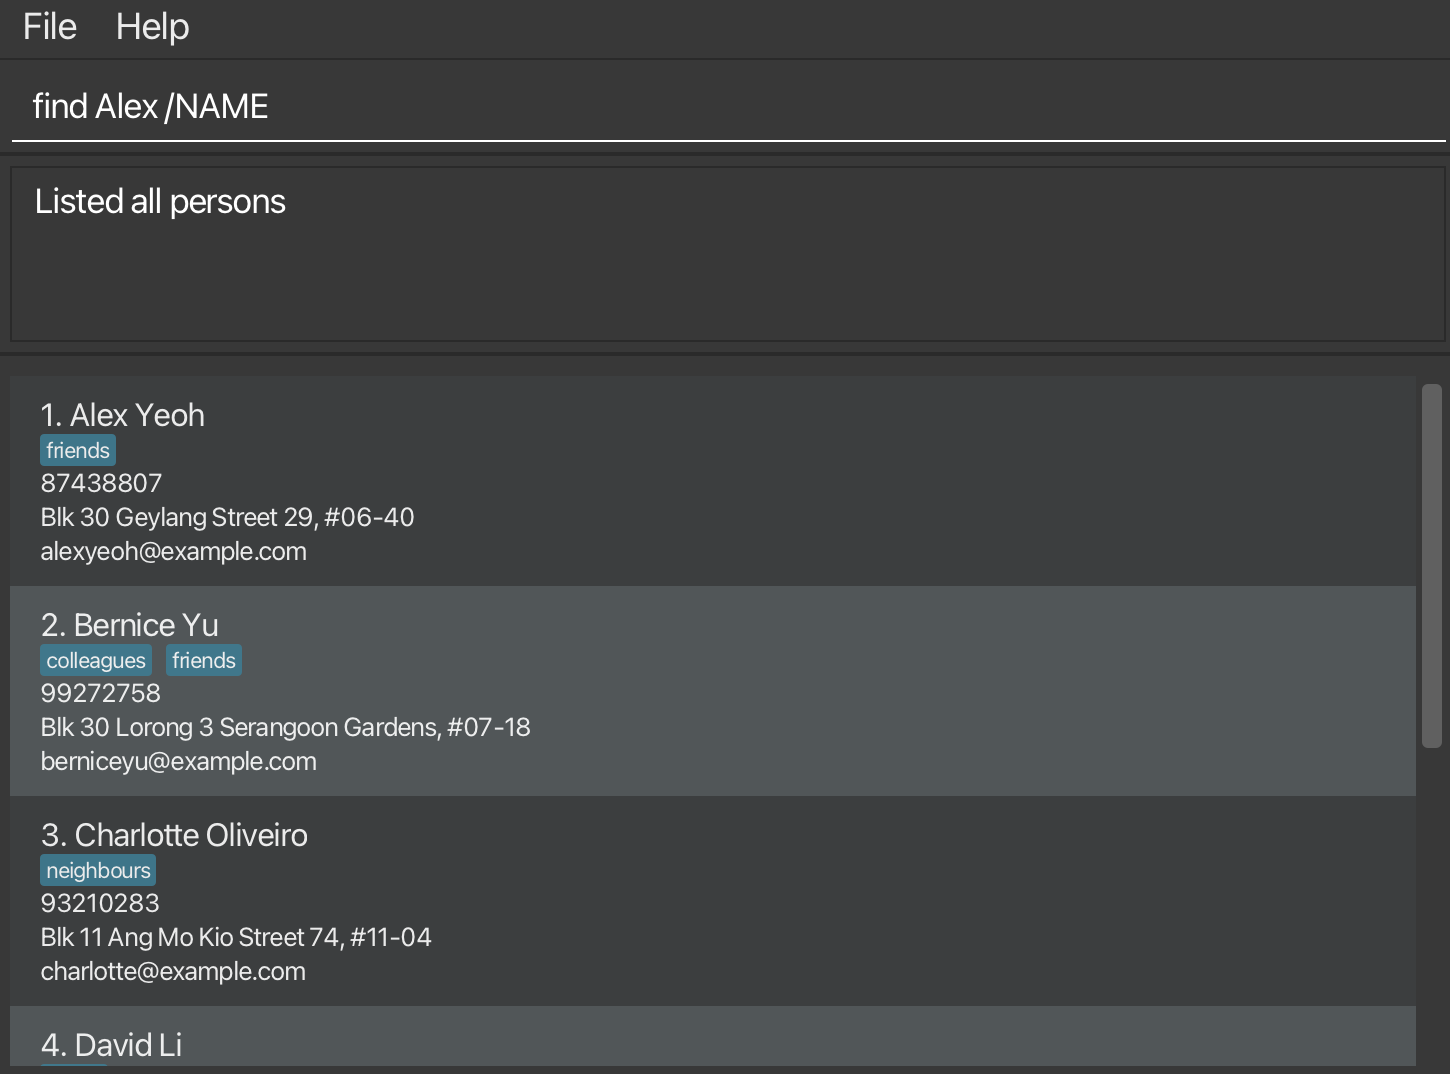 File Help
find Alex /NAME
Listed all persons
1. Alex Yeoh
friends
87438807
Blk 30 Geylang Street 29, #06-40
alexyeoh@example.com
2. Bernice Yu
colleagues friends
99272758
Blk 30 Lorong 3 Serangoon Gardens, #07-18
berniceyu@example.com
3. Charlotte Oliveiro
neighbours
93210283
Blk 11 Ang Mo Kio Street 74, #11-04
charlotte@example.com
4. David Li